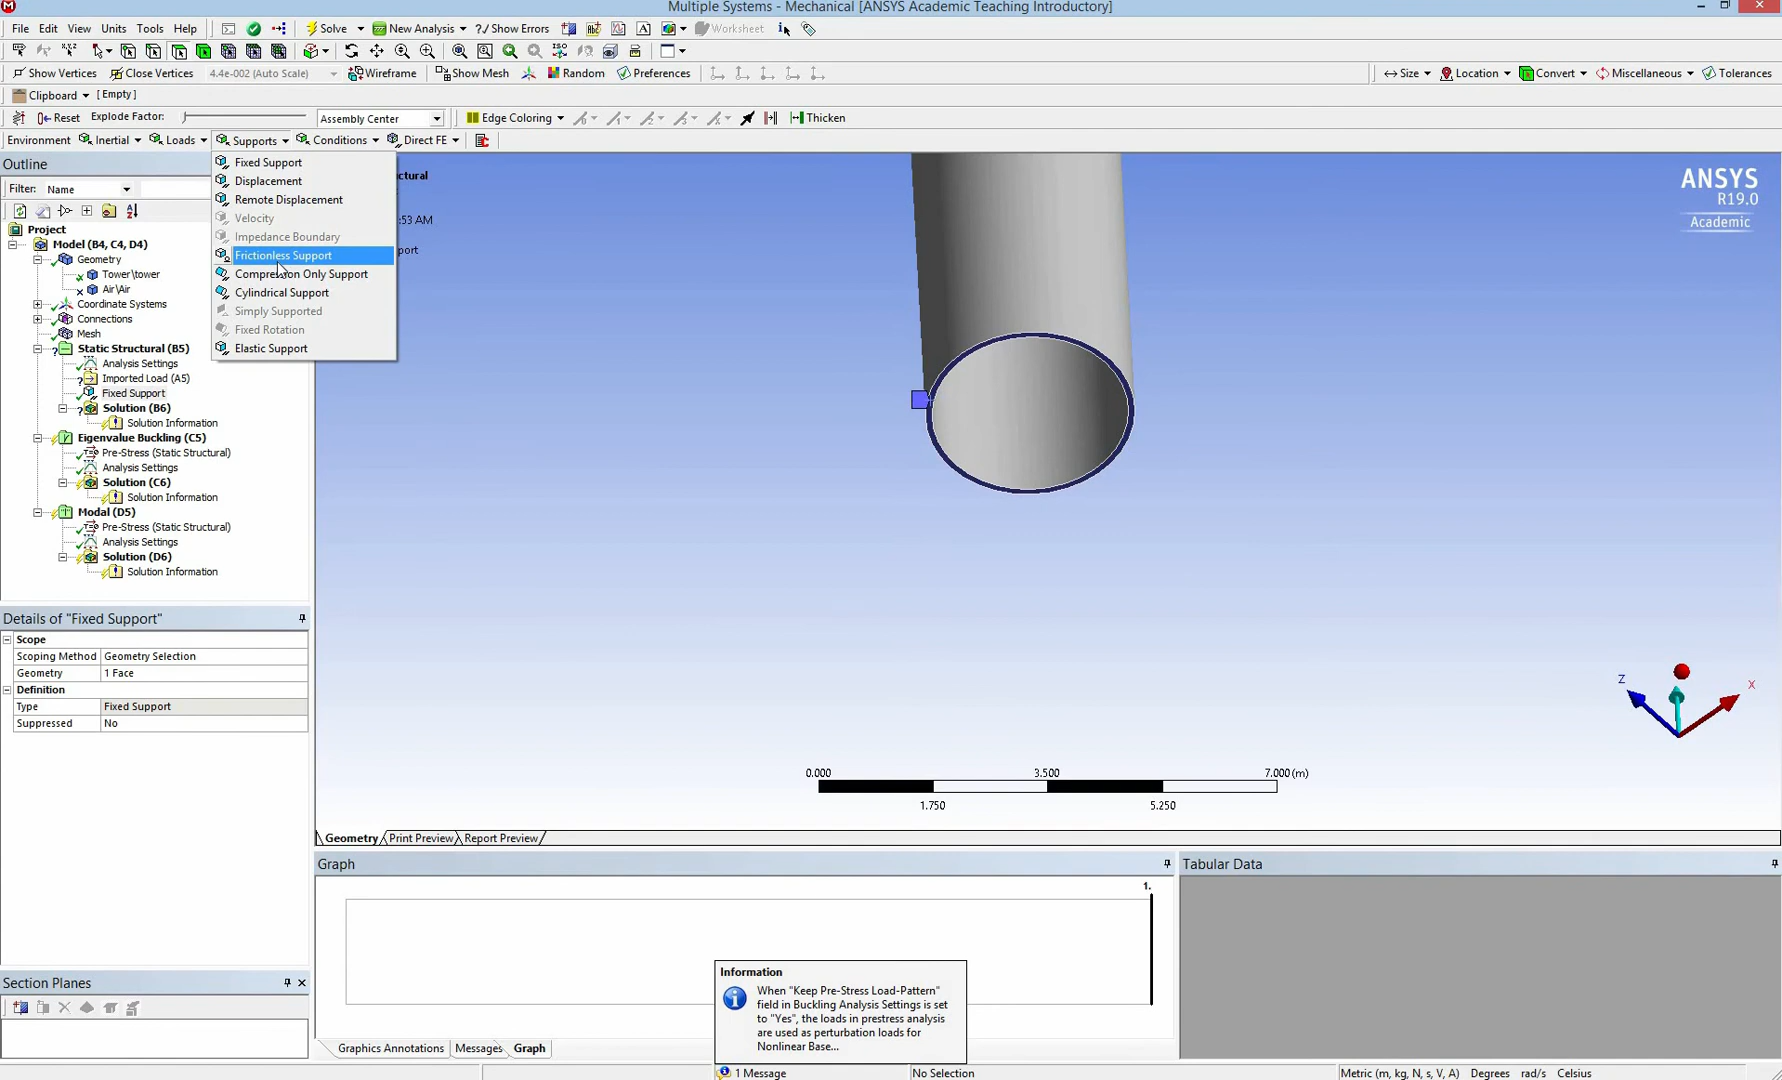 Multiple Systems - Mechanical [ANSYS Academic Teaching Introductory]
File Edit View Units Tools Help Solve New Analysis ?/ Show Errors Worksheet
Show Vertices Close Vertices 4.4e-002 (Auto Scale) Wireframe Show Mesh Random Preferences Size Location Convert Miscellaneous Tolerances
Clipboard [ Empty ]
Reset Explode Factor: Assembly Center Edge Coloring Thicken
Environment Inertial Loads Supports Conditions Direct FE
Outline
Filter: Name
Project
Model (B4, C4, D4)
Geometry
Tower\tower
Air\Air
Coordinate Systems
Connections
Mesh
Static Structural (B5)
Analysis Settings
Imported Load (A5)
Fixed Support
Solution (B6)
Solution Information
Eigenvalue Buckling (C5)
Pre-Stress (Static Structural)
Analysis Settings
Solution (C6)
Solution Information
Modal (D5)
Pre-Stress (Static Structural)
Analysis Settings
Solution (D6)
Solution Information
Fixed Support
Displacement
Remote Displacement
Velocity
Impedance Boundary
Frictionless Support
Compression Only Support
Cylindrical Support
Simply Supported
Fixed Rotation
Elastic Support
ctural
:53 AM
port
ANSYS
R19.0
Academic
Z
X
0.000 3.500 7.000 (m)
1.750 5.250
Details of "Fixed Support"
Scope
Scoping Method Geometry Selection
Geometry 1 Face
Definition
Type Fixed Support
Suppressed No
Geometry Print Preview Report Preview
Graph
1.
Tabular Data
Section Planes
Information
When "Keep Pre-Stress Load-Pattern"
field in Buckling Analysis Settings is set
to "Yes", the loads in prestress analysis
are used as perturbation loads for
Nonlinear Base...
Graphics Annotations Messages Graph
1 Message No Selection Metric (m, kg, N, s, V, A) Degrees rad/s Celsius